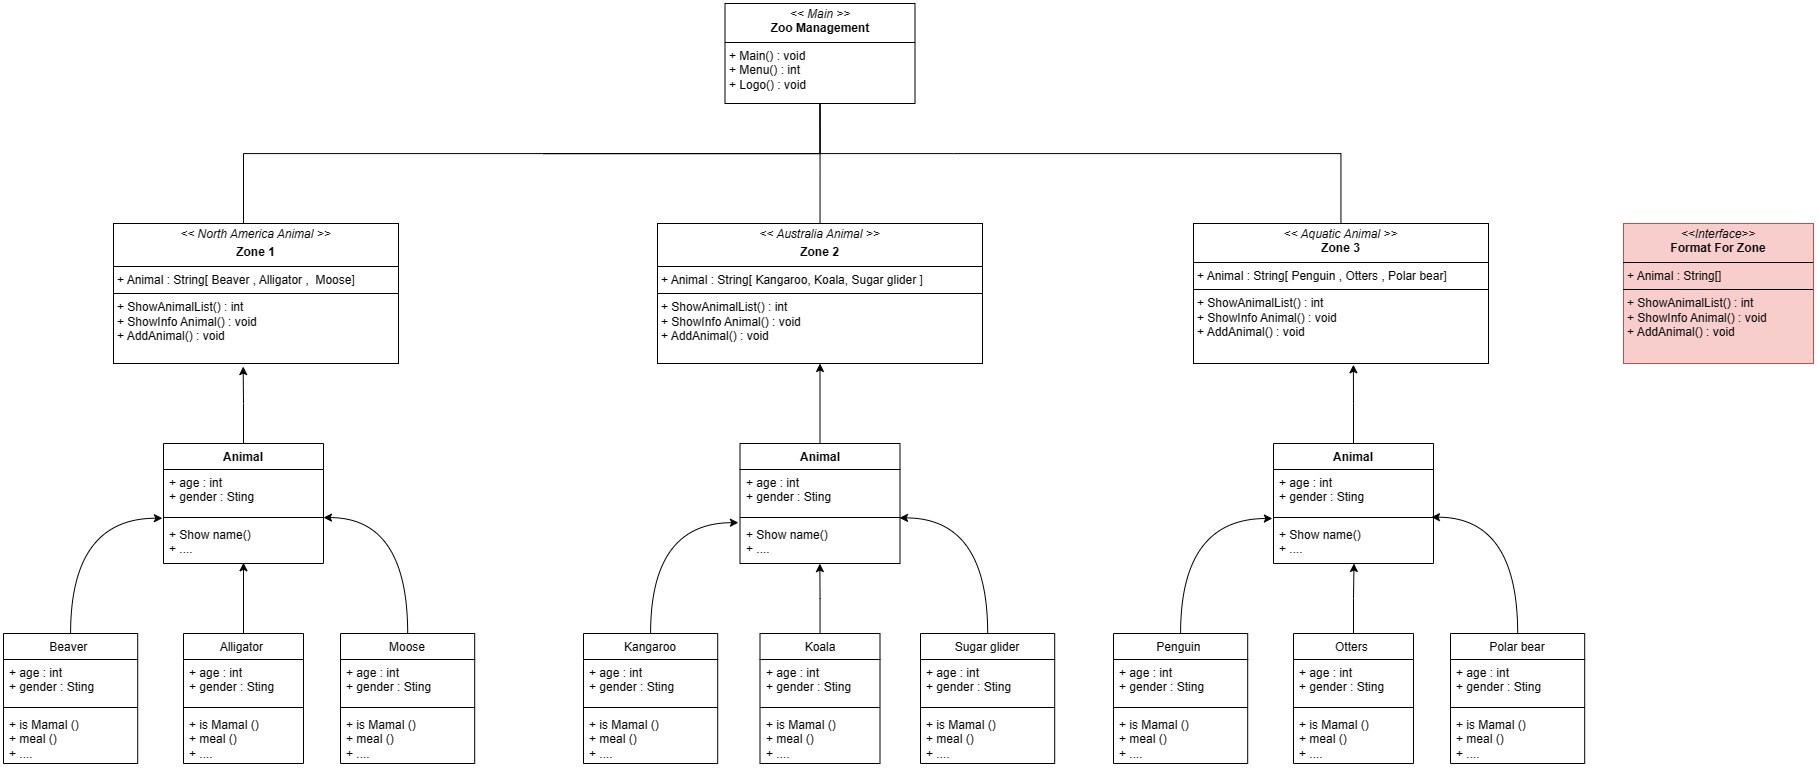 << Main >>
Zoo Management
+ Main() : void
+ Menu() : int
+ Logo() : void
<< North America Animal >>
Zone 1
+ Animal : String[ Beaver , Alligator ,  Moose]
+ ShowAnimalList() : int
+ ShowInfo Animal() : void
+ AddAnimal() : void
<< Australia Animal >>
Zone 2
+ Animal : String[ Kangaroo, Koala, Sugar glider ]
+ ShowAnimalList() : int
+ ShowInfo Animal() : void
+ AddAnimal() : void
<< Aquatic Animal >>
Zone 3
+ Animal : String[ Penguin , Otters , Polar bear]
+ ShowAnimalList() : int
+ ShowInfo Animal() : void
+ AddAnimal() : void
<<Interface>>
Format For Zone
+ Animal : String[]
+ ShowAnimalList() : int
+ ShowInfo Animal() : void
+ AddAnimal() : void
Animal
+ age : int
+ gender : Sting
+ Show name()
+ ....
Animal
+ age : int
+ gender : Sting
+ Show name()
+ ....
Animal
+ age : int
+ gender : Sting
+ Show name()
+ ....
Beaver
+ age : int
+ gender : Sting
+ is Mamal ()
+ meal ()
+ ....
Alligator
+ age : int
+ gender : Sting
+ is Mamal ()
+ meal ()
+ ....
Moose
+ age : int
+ gender : Sting
+ is Mamal ()
+ meal ()
+ ....
Kangaroo
+ age : int
+ gender : Sting
+ is Mamal ()
+ meal ()
+ ....
Koala
+ age : int
+ gender : Sting
+ is Mamal ()
+ meal ()
+ ....
Sugar glider
+ age : int
+ gender : Sting
+ is Mamal ()
+ meal ()
+ ....
Penguin
+ age : int
+ gender : Sting
+ is Mamal ()
+ meal ()
+ ....
Otters
+ age : int
+ gender : Sting
+ is Mamal ()
+ meal ()
+ ....
Polar bear
+ age : int
+ gender : Sting
+ is Mamal ()
+ meal ()
+ ....